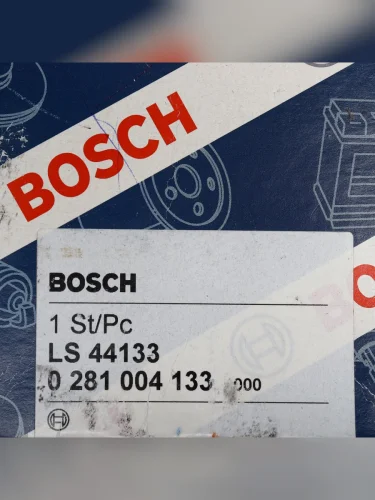 BOSCH
BOSCH
1 St/Pc
LS 44133
0 281 004 133 000